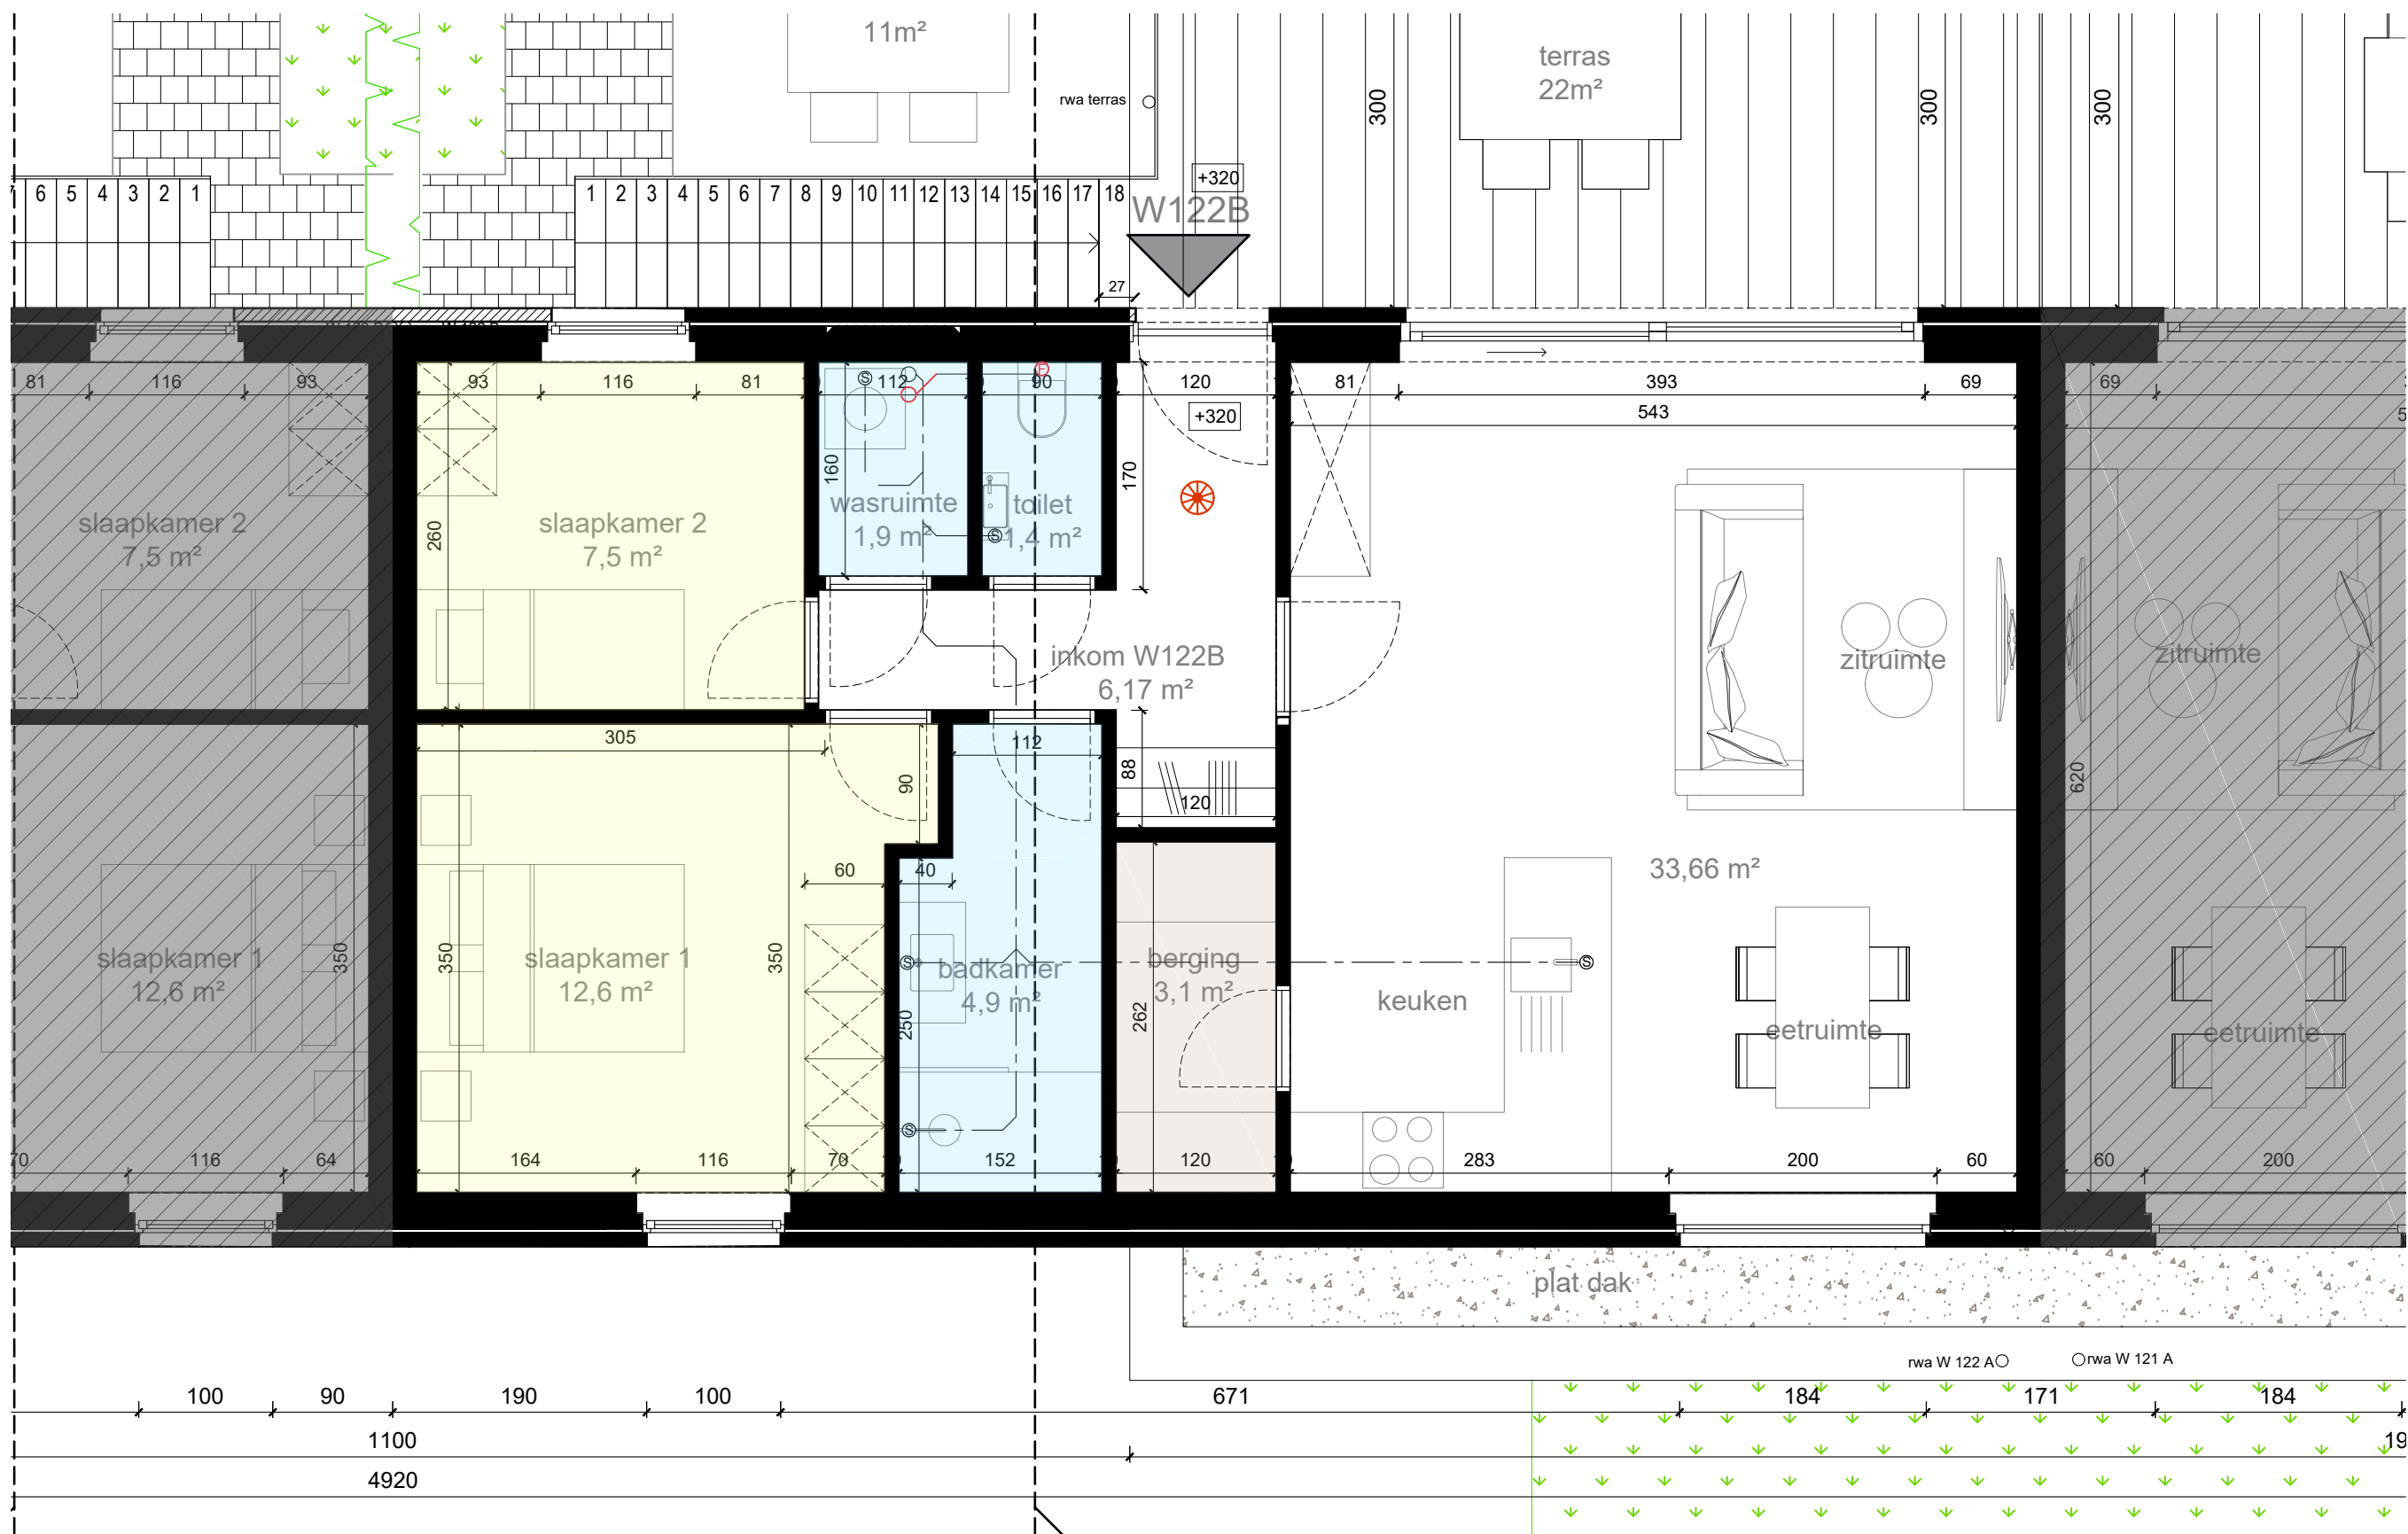 11m²
terras
22m²
rwa terras
300
300
300
+320
W122B
6 5 4 3 2 1
1 2 3 4 5 6 7 8 9 10 11 12 13 14 15 16 17 18
27
81 116 93
93 116 81
112
90
120
81 393 69
69
+320
543
160
170
260
slaapkamer 2
7,5 m²
slaapkamer 2
7,5 m²
wasruimte
1,9 m²
toilet
1,4 m²
inkom W122B
6,17 m²
zitruimte
zitruimte
305
112
90
88
120
620
60
40
33,66 m²
slaapkamer 1
12,6 m²
350
350
slaapkamer 1
12,6 m²
350
badkamer
4,9 m²
250
berging
3,1 m²
262
keuken
eetruimte
eetruimte
70 116 64
164 116 70
152
120
283 200 60
60 200
plat dak
rwa W 122 A
rwa W 121 A
100 90 190 100 671 184 171 184
1100
19
4920